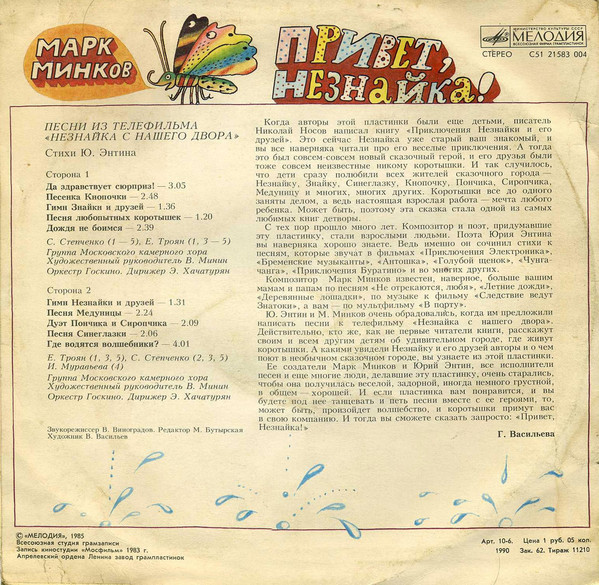 МАРК
МИНКОВ
ПРИВЕТ,
НЕЗНАЙКА!
МИНИСТЕРСТВО КУЛЬТУРЫ СССР
МЕЛОДИЯ
ВСЕСОЮЗНАЯ ФИРМА ГРАМПЛАСТИНОК
СТЕРЕО С51 21583 004
ПЕСНИ ИЗ ТЕЛЕФИЛЬМА
«НЕЗНАЙКА С НАШЕГО ДВОРА»
Стихи Ю. Энтина
Сторона 1
Да здравствует сюрприз! — 3.05
Песенка Кнопочки — 2.48
Гимн Знайки и друзей — 1.36
Песня любопытных коротышек — 1.20
Дождя не боимся — 2.39
С. Степченко (1—5), Е. Троян (1, 3—5)
Группа Московского камерного хора
Художественный руководитель В. Минин
Оркестр Госкино. Дирижер Э. Хачатурян
Сторона 2
Гимн Незнайки и друзей — 1.31
Песня Медуницы — 2.24
Дуэт Пончика и Сиропчика — 2.09
Песня Синеглазки — 2.06
Где водятся волшебники? — 4.01
Е. Троян (1, 3, 5), С. Степченко (2, 3, 5)
И. Муравьева (4)
Группа Московского камерного хора
Художественный руководитель В. Минин
Оркестр Госкино. Дирижер Э. Хачатурян
Звукорежиссер В. Виноградов. Редактор М. Бутырская
Художник В. Васильев
Когда авторы этой пластинки были еще детьми, писатель
Николай Носов написал книгу «Приключения Незнайки и его
друзей». Это сейчас Незнайка уже старый ваш знакомый, и
вы все наверняка читали про его веселые приключения. А тогда
это был совсем-совсем новый сказочный герой, и его друзья были
тоже совсем неизвестны никому коротышки. И так случилось,
что дети сразу полюбили всех жителей сказочного города —
Незнайку, Знайку, Синеглазку, Кнопочку, Пончика, Сиропчика,
Медуницу и многих, многих других. Коротышки все до одного
заняты делом, а ведь настоящая взрослая работа — мечта любого
ребенка. Может быть, поэтому эта сказка стала одной из самых
любимых книг детворы.
С тех пор прошло много лет. Композитор и поэт, придумавшие
эту пластинку, стали взрослыми людьми. Поэта Юрия Энтина
вы наверняка хорошо знаете. Ведь именно он сочинил стихи к
песням, которые звучат в фильмах «Приключения Электроника»,
«Бременские музыканты», «Антошка», «Голубой щенок», «Чунга-
чанга», «Приключения Буратино» и во многих других.
Композитор Марк Минков известен, наверное, больше вашим
мамам и папам по песням «Не отрекаются, любя», «Летние дожди»,
«Деревянные лошадки», по музыке к фильму «Следствие ведут
Знатоки», а вам — по мультфильму «В порту».
Ю. Энтин и М. Минков очень обрадовались, когда им предложили
написать песни к телефильму «Незнайка с нашего двора».
Действительно, кто же, как не первые читатели книги, расскажут
своим и всем другим детям об удивительном городе, где живут
коротышки. А какими увидели Незнайку и его друзей авторы и о чем
поют в необычном сказочном городе, вы узнаете из этой пластинки.
Ее создатели Марк Минков и Юрий Энтин, все исполнители
песен и еще многие люди, делавшие эту пластинку, очень старались,
чтобы она получилась веселой, задорной, иногда немного грустной,
в общем — хорошей. И если пластинка вам понравится, и вы
будете под нее танцевать и петь песни вместе с ее героями, то,
может быть, произойдет волшебство, и коротышки примут вас
в свою компанию. И тогда вы сможете сказать запросто: «Привет,
Незнайка!»
Г. Васильева
© «МЕЛОДИЯ», 1985
Всесоюзная студия грамзаписи
Запись киностудии «Мосфильм» 1983 г.
Апрелевский ордена Ленина завод грампластинок
Арт. 10-6. Цена 1 руб. 05 коп.
1990 Зак. 62. Тираж 11210